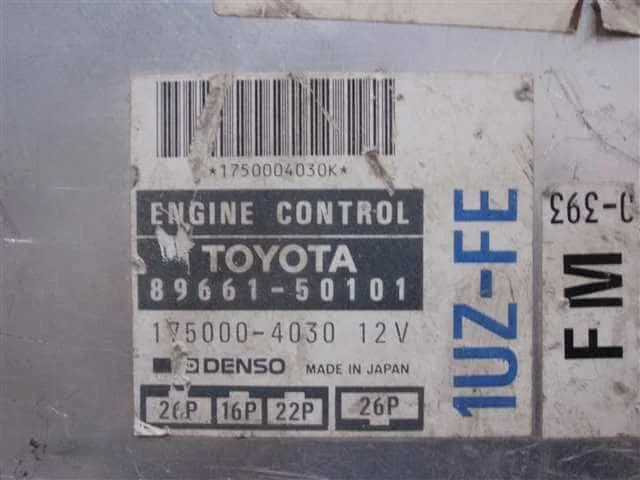 *1750004030K*
ENGINE CONTROL
TOYOTA
89661-50101
175000-4030 12V
DENSO MADE IN JAPAN
26P 16P 22P 26P
1UZ-FE
-393
FM